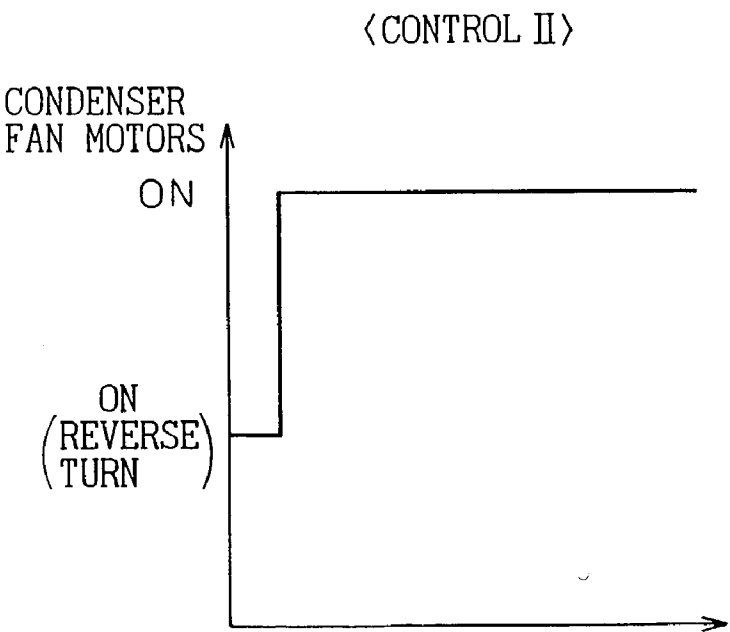 〈CONTROL Ⅱ〉
CONDENSER
FAN MOTORS
ON
ON
(REVERSE
TURN)